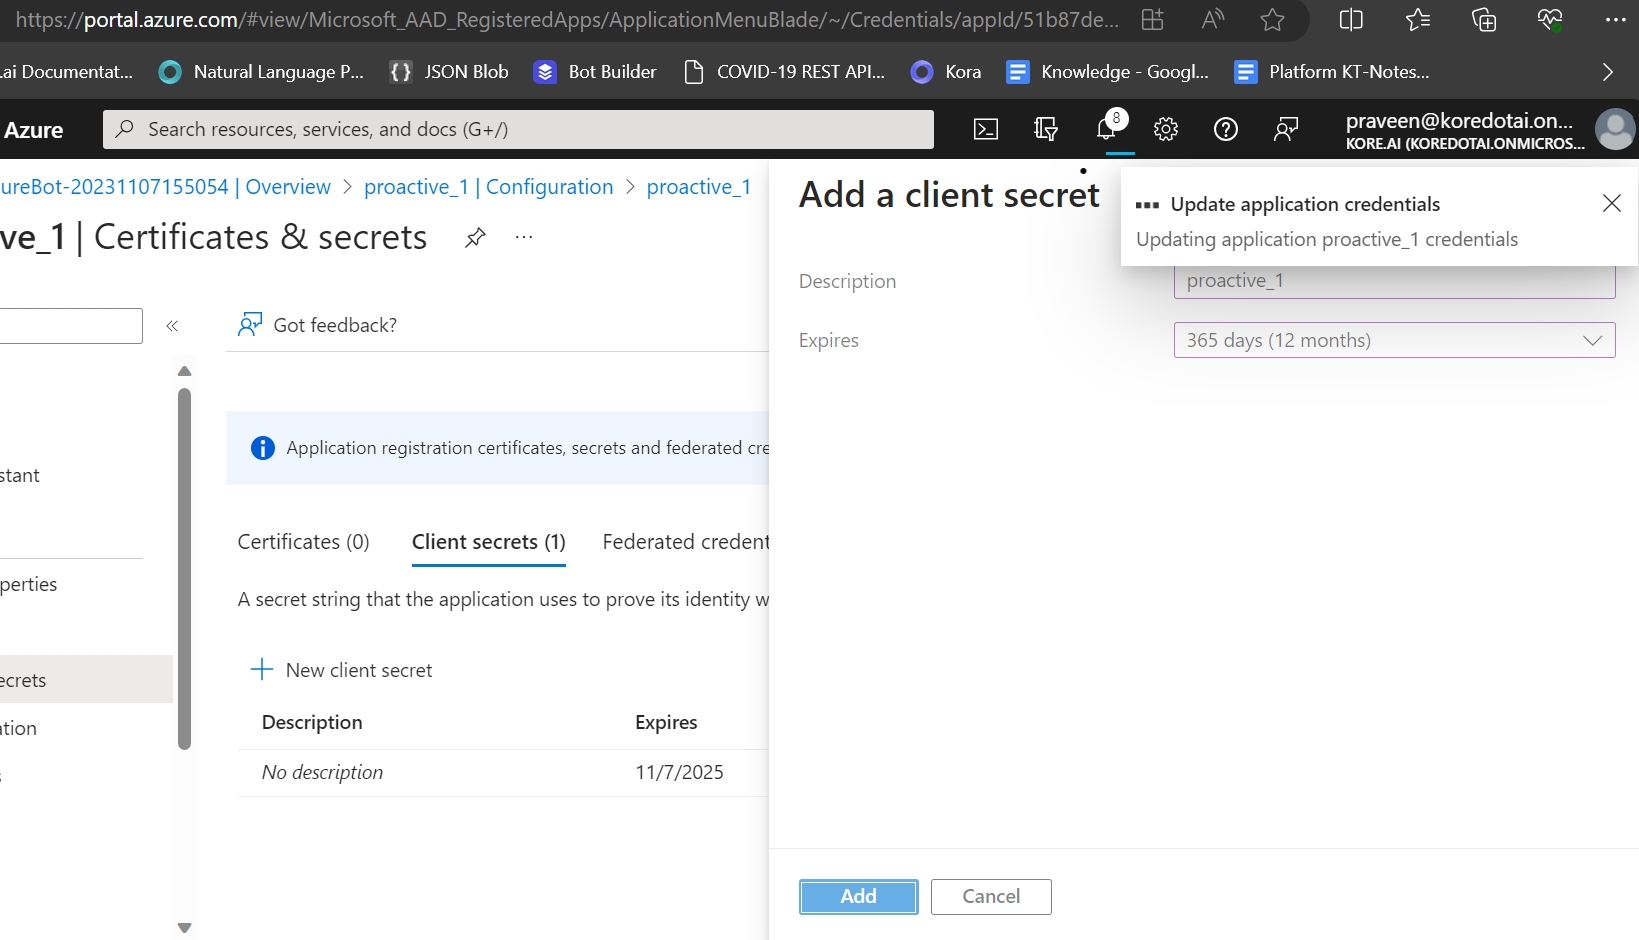 https://portal.azure.com/#view/Microsoft_AAD_RegisteredApps/ApplicationMenuBlade/~/Credentials/appId/51b87de...
.ai Documentat...
Natural Language P...
{} JSON Blob
Bot Builder
COVID-19 REST API...
Kora
Knowledge - Googl...
Platform KT-Notes...
Azure
Search resources, services, and docs (G+/)
8
praveen@koredotai.on...
KORE.AI (KOREDOTAI.ONMICROS...
ureBot-20231107155054 | Overview > proactive_1 | Configuration > proactive_1
ve_1 | Certificates & secrets
...
«
Got feedback?
stant
perties
ecrets
ation
s
Application registration certificates, secrets and federated cre
Certificates (0)
Client secrets (1)
Federated credent
A secret string that the application uses to prove its identity w
+ New client secret
Description Expires
No description 11/7/2025
Add a client secret
Update application credentials
Updating application proactive_1 credentials
Description
proactive_1
Expires
365 days (12 months)
Add
Cancel